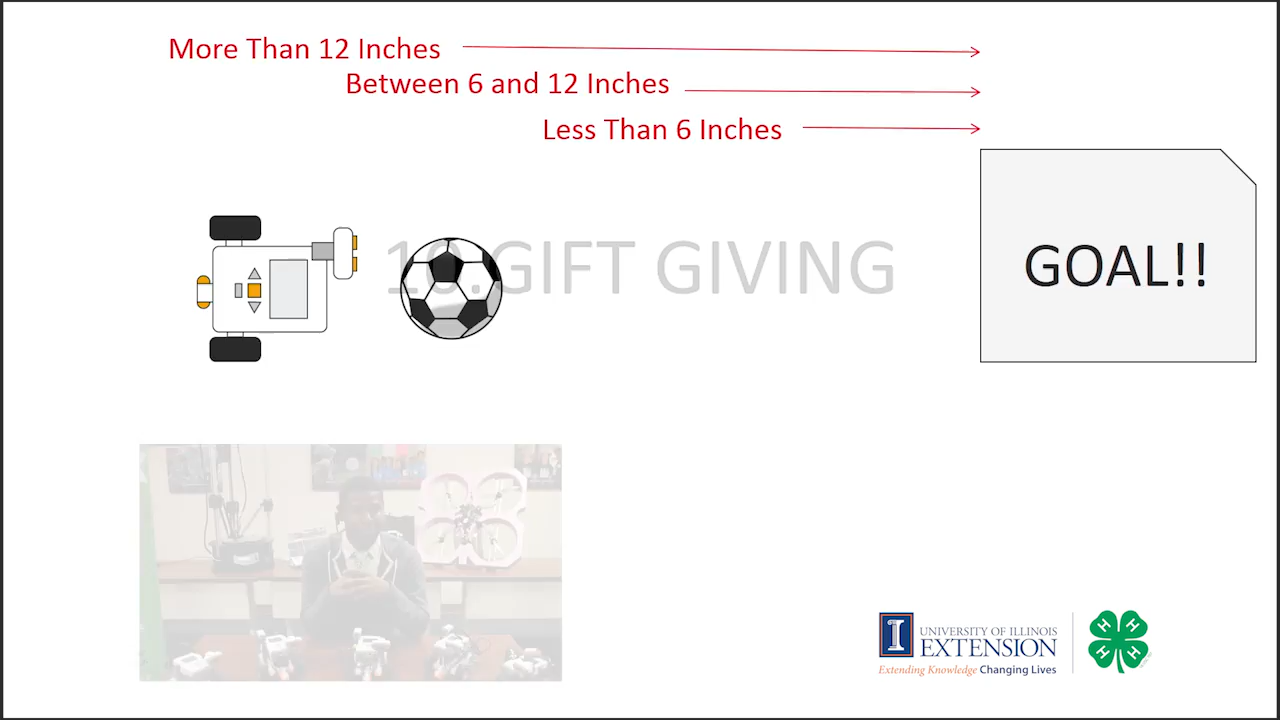 More Than 12 Inches
Between 6 and 12 Inches
Less Than 6 Inches
10.GIFT GIVING
GOAL!!
I
UNIVERSITY OF ILLINOIS
EXTENSION
Extending Knowledge Changing Lives
H H
H H